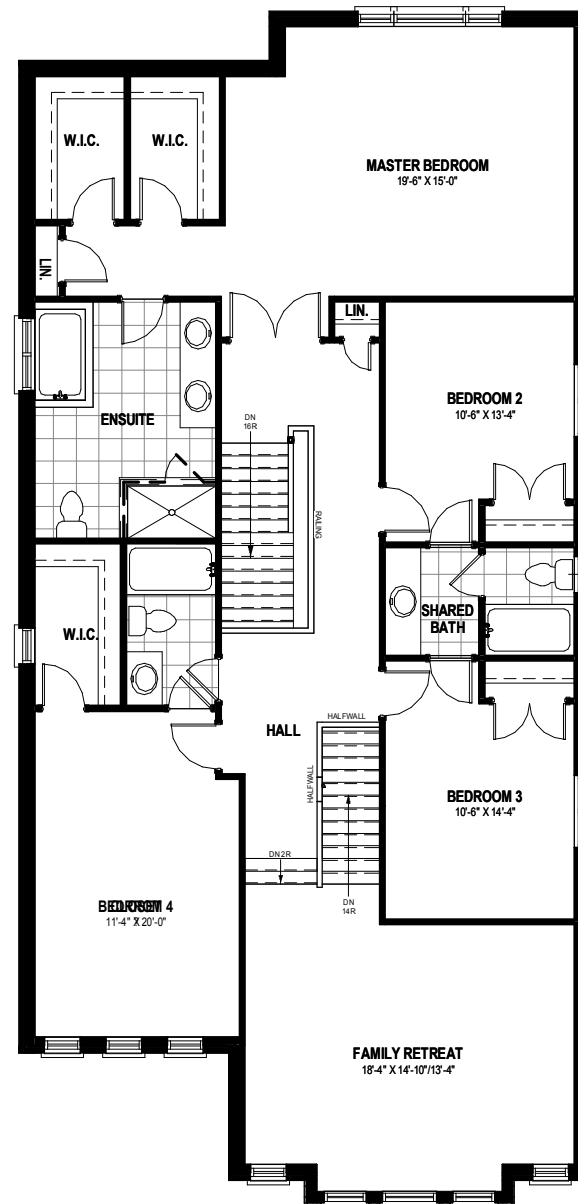 W.I.C.
W.I.C.
MASTER BEDROOM
19'-6" X 15'-0"
LIN.
LIN.
BEDROOM 2
10'-6" X 13'-4"
ENSUITE
DN
16R
RAILING
W.I.C.
SHARED
BATH
HALFWALL
HALL
HALFWALL
BEDROOM 3
10'-6" X 14'-4"
DN2R
DN
14R
4
11'-4" X 20'-0"
FAMILY RETREAT
18'-4" X 14'-10"/13'-4"